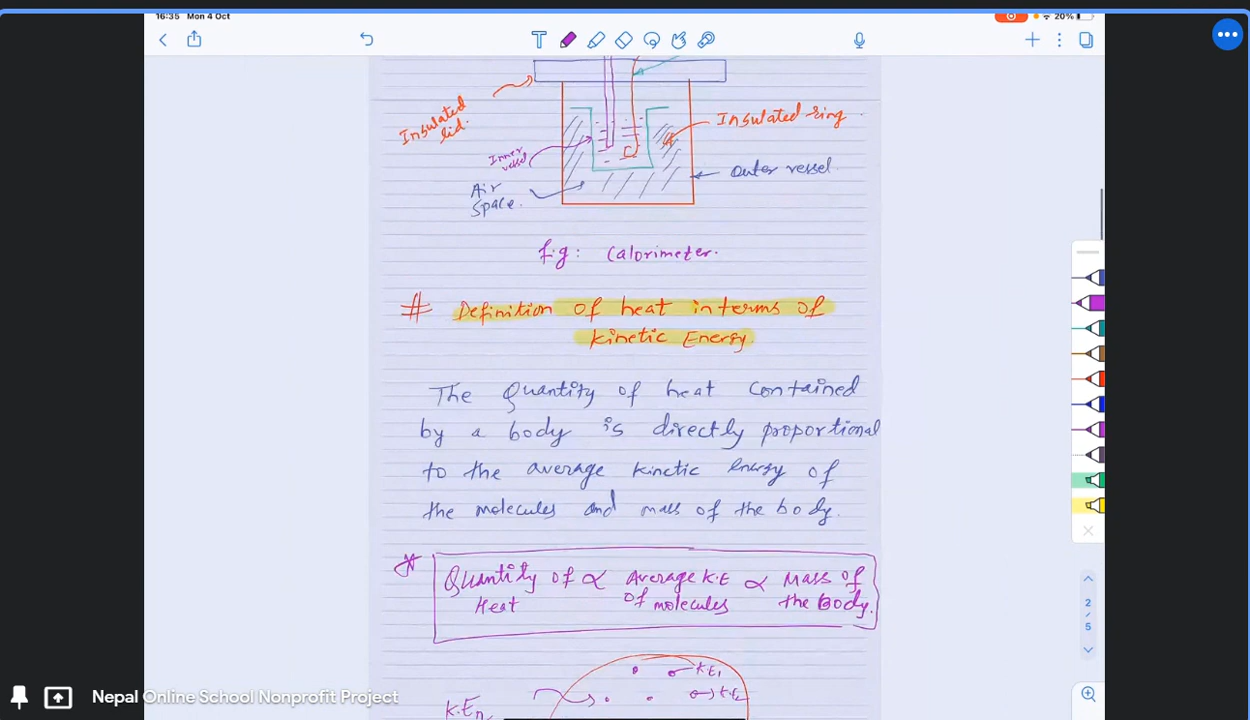 16:35 Mon 4 Oct
20%
Insulated
lid.
Insulated ring
Inner
vessel
outer vessel.
Air
Space.
f.g: Calorimeter.
# Definition of heat in terms of
kinetic Energy.
The Quantity of heat contained
by a body is directly proportional
to the average kinetic energy of
the molecules and mass of the body.
Quantity of ∝ Average K.E ∝ Mass of
Heat of molecules the Body.
K.E₁
K.E₂
K.En
2
/
5
Nepal Online School Nonprofit Project